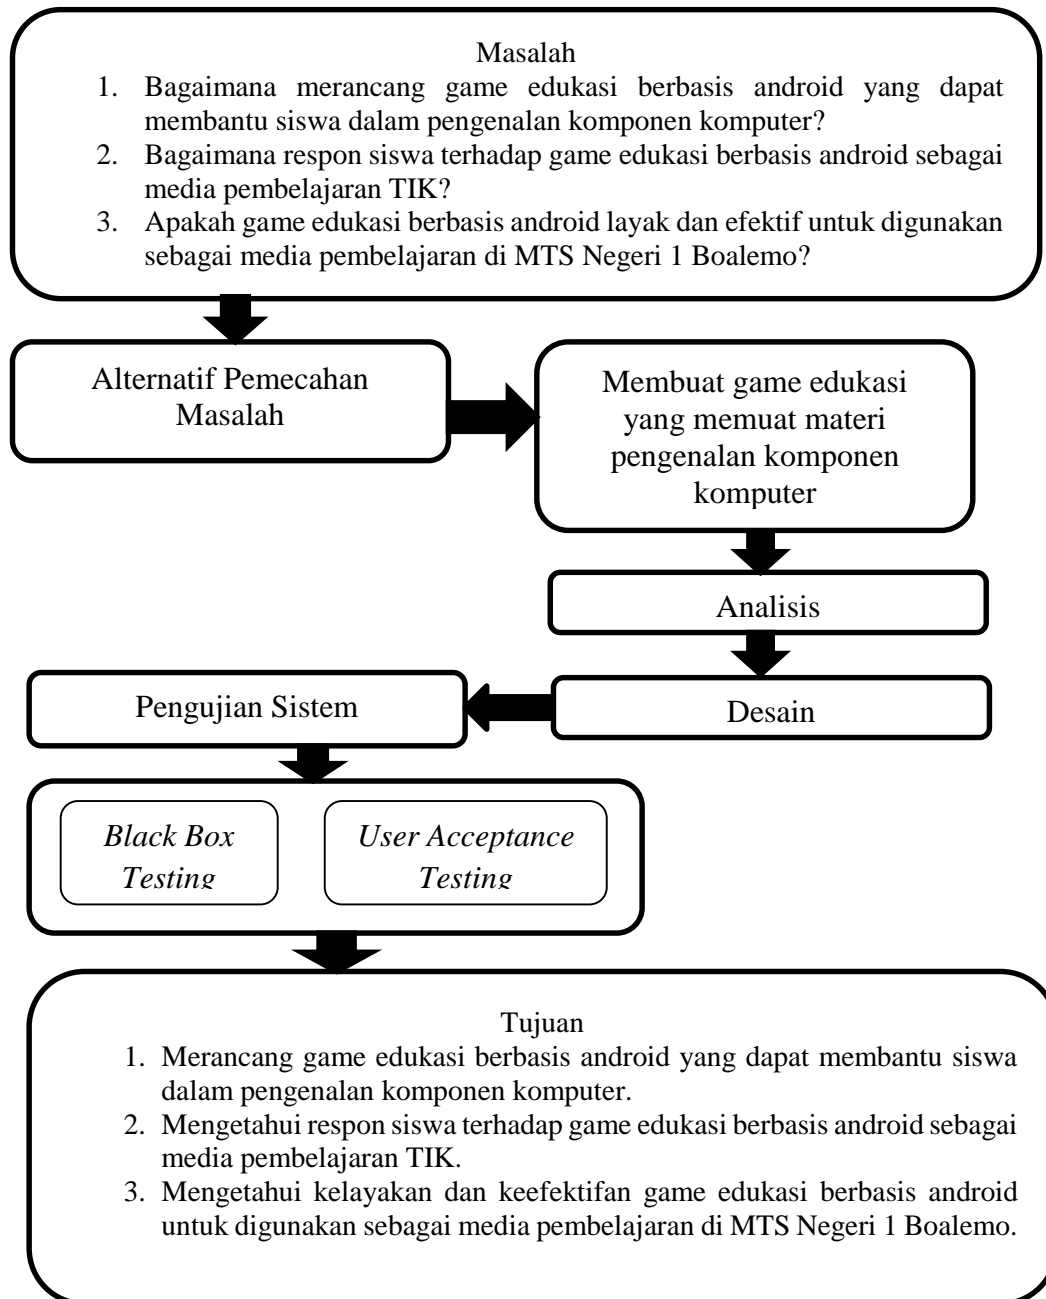 Masalah
1. Bagaimana merancang game edukasi berbasis android yang dapat
membantu siswa dalam pengenalan komponen komputer?
2. Bagaimana respon siswa terhadap game edukasi berbasis android sebagai
media pembelajaran TIK?
3. Apakah game edukasi berbasis android layak dan efektif untuk digunakan
sebagai media pembelajaran di MTS Negeri 1 Boalemo?
Alternatif Pemecahan
Masalah
Membuat game edukasi
yang memuat materi
pengenalan komponen
komputer
Analisis
Desain
Pengujian Sistem
Black Box
Testing
User Acceptance
Testing
Tujuan
1. Merancang game edukasi berbasis android yang dapat membantu siswa
dalam pengenalan komponen komputer.
2. Mengetahui respon siswa terhadap game edukasi berbasis android sebagai
media pembelajaran TIK.
3. Mengetahui kelayakan dan keefektifan game edukasi berbasis android
untuk digunakan sebagai media pembelajaran di MTS Negeri 1 Boalemo.